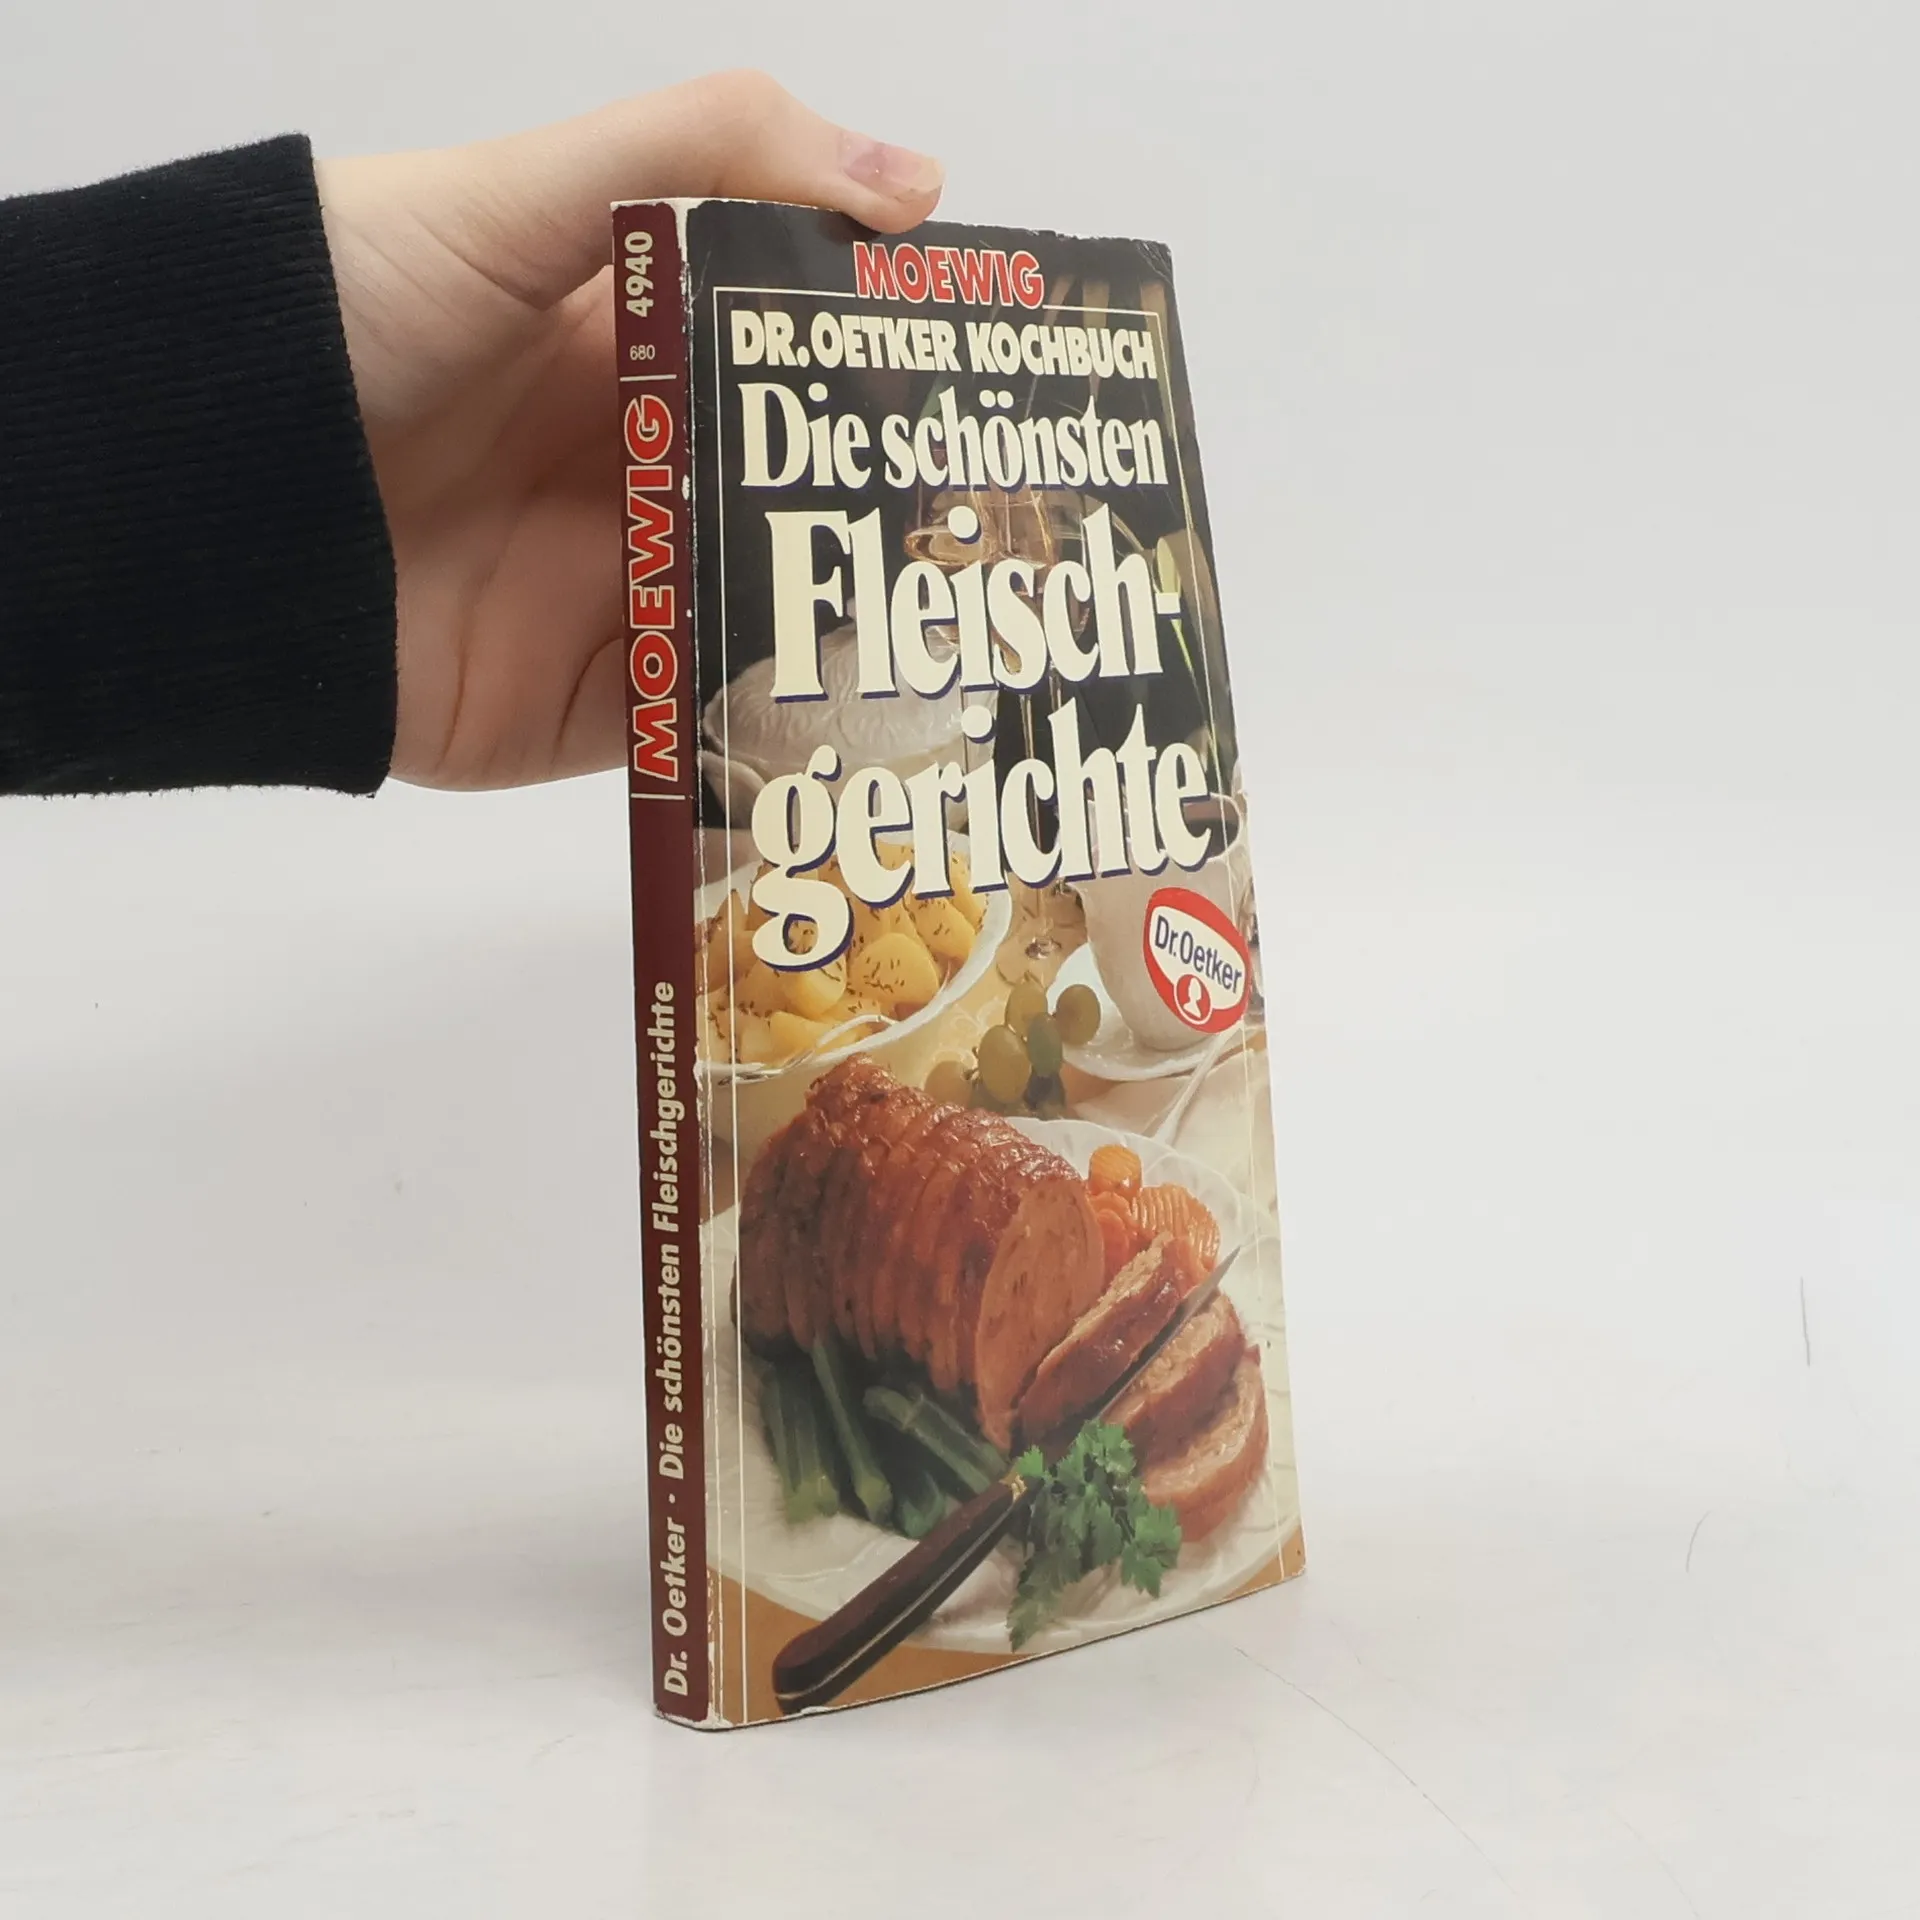 4940
680
MOEWIG
Dr. Oetker · Die schönsten Fleischgerichte
MOEWIG
DR. OETKER KOCHBUCH
Die schönsten
Fleisch-
gerichte
Dr. Oetker